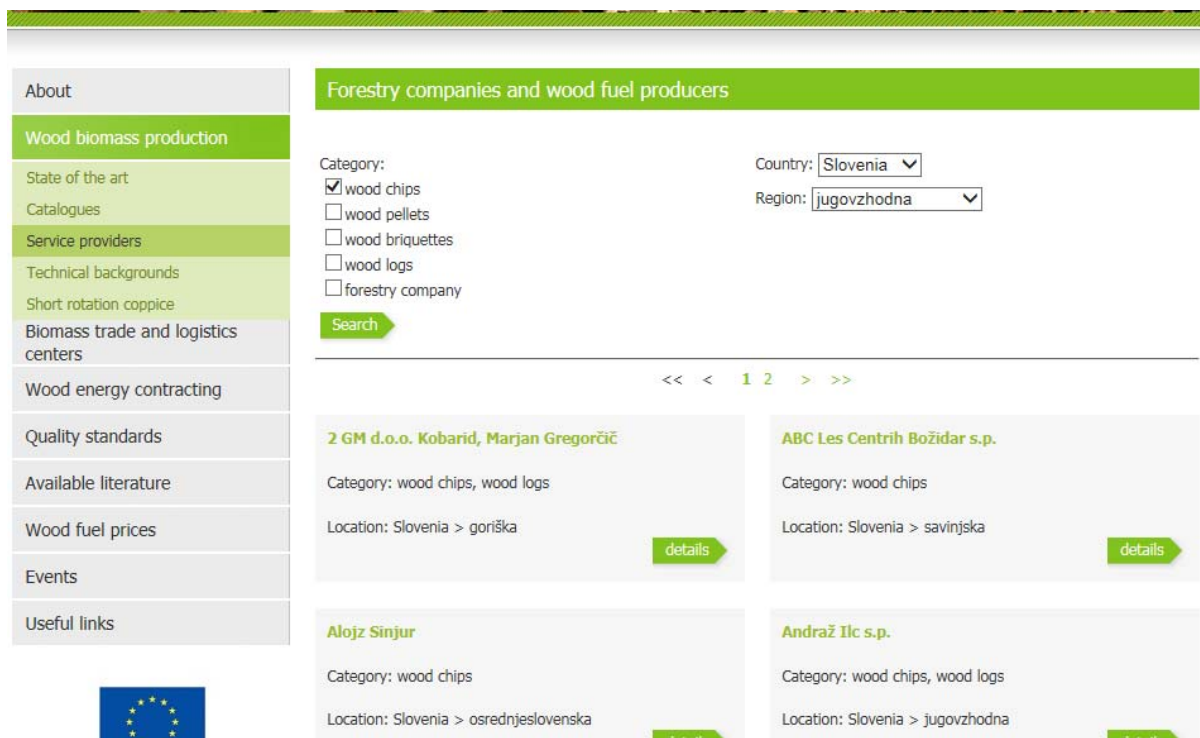 About
Wood biomass production
State of the art
Catalogues
Service providers
Technical backgrounds
Short rotation coppice
Biomass trade and logistics
centers
Wood energy contracting
Quality standards
Available literature
Wood fuel prices
Events
Useful links
Forestry companies and wood fuel producers
Category:
wood chips
wood pellets
wood briquettes
wood logs
forestry company
Search
Country: Slovenia
Region: jugovzhodna
<< < 1 2 > >>
2 GM d.o.o. Kobarid, Marjan Gregorčič
Category: wood chips, wood logs
Location: Slovenia > goriška
details
ABC Les Centrih Božidar s.p.
Category: wood chips
Location: Slovenia > savinjska
details
Alojz Sinjur
Category: wood chips
Location: Slovenia > osrednjeslovenska
details
Andraž Ilc s.p.
Category: wood chips, wood logs
Location: Slovenia > jugovzhodna
details